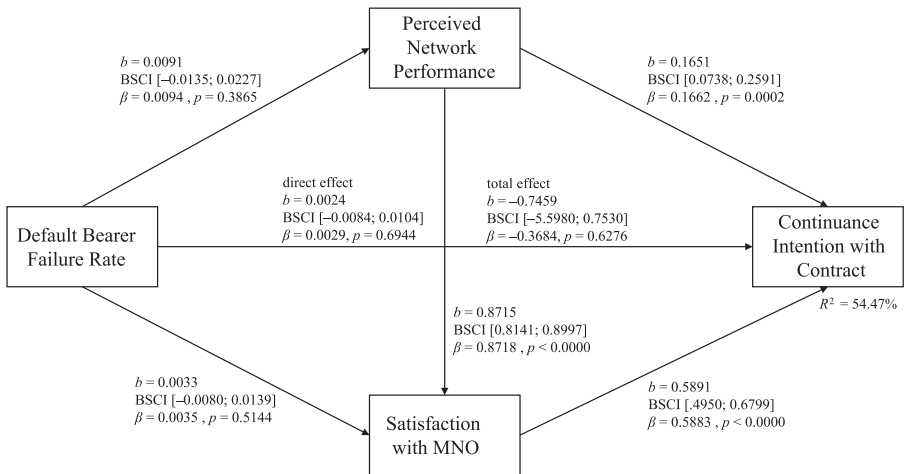 Perceived
Network
Performance
b = 0.0091
BSCI [–0.0135; 0.0227]
β = 0.0094 , p = 0.3865
b = 0.1651
BSCI [0.0738; 0.2591]
β = 0.1662 , p = 0.0002
direct effect
b = 0.0024
BSCI [–0.0084; 0.0104]
β = 0.0029, p = 0.6944
total effect
b = –0.7459
BSCI [–5.5980; 0.7530]
β = –0.3684, p = 0.6276
Default Bearer
Failure Rate
Continuance
Intention with
Contract
R² = 54.47%
b = 0.8715
BSCI [0.8141; 0.8997]
β = 0.8718 , p < 0.0000
b = 0.0033
BSCI [–0.0080; 0.0139]
β = 0.0035 , p = 0.5144
Satisfaction
with MNO
b = 0.5891
BSCI [.4950; 0.6799]
β = 0.5883 , p < 0.0000